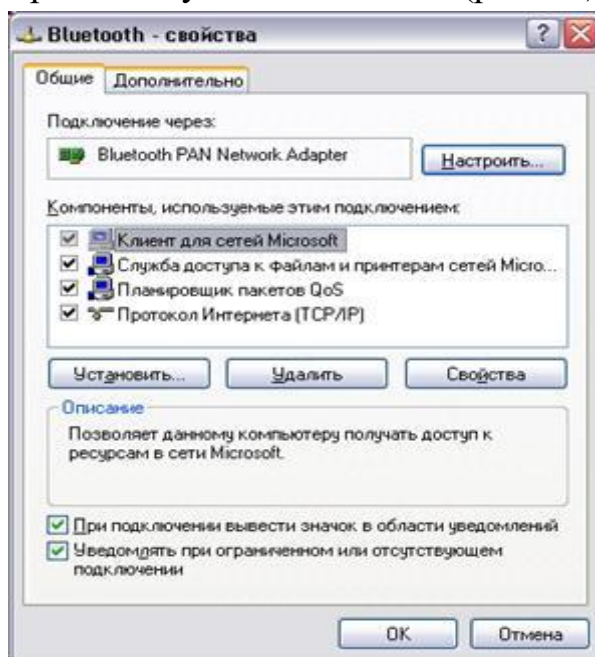 Bluetooth - свойства
Общие Дополнительно
Подключение через:
Bluetooth PAN Network Adapter Настроить...
Компоненты, используемые этим подключением:
Клиент для сетей Microsoft
Служба доступа к файлам и принтерам сетей Micro...
Планировщик пакетов QoS
Протокол Интернета (TCP/IP)
Установить... Удалить Свойства
Описание
Позволяет данному компьютеру получать доступ к
ресурсам в сети Microsoft.
При подключении вывести значок в области уведомлений
Уведомлять при ограниченном или отсутствующем
подключении
OK Отмена